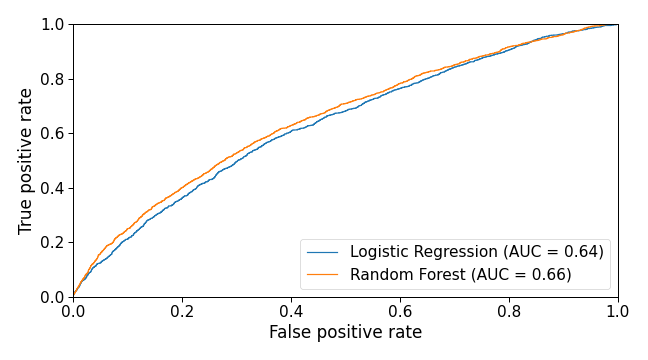 1.0
0.8
0.6
0.4
0.2
0.0
True positive rate
Logistic Regression (AUC = 0.64)
Random Forest (AUC = 0.66)
0.0 0.2 0.4 0.6 0.8 1.0
False positive rate